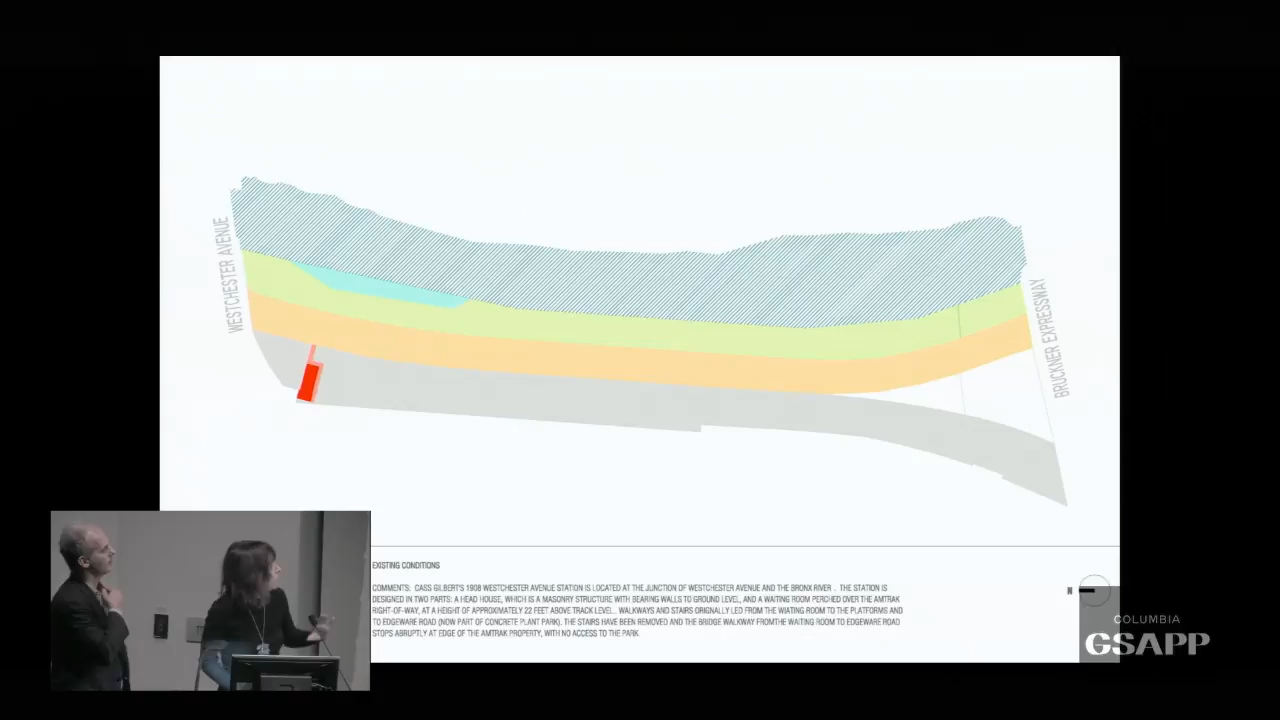 WESTCHESTER AVENUE
BRUCKNER EXPRESSWAY
EXISTING CONDITIONS
COMMENTS: CASS GILBERT'S 1908 WESTCHESTER AVENUE STATION IS LOCATED AT THE JUNCTION OF WESTCHESTER AVENUE AND THE BRONX RIVER . THE STATION IS
DESIGNED IN TWO PARTS: A HEAD HOUSE, WHICH IS A MASONRY STRUCTURE WITH BEARING WALLS TO GROUND LEVEL, AND A WAITING ROOM PERCHED OVER THE AMTRAK
RIGHT-OF-WAY, AT A HEIGHT OF APPROXIMATELY 22 FEET ABOVE TRACK LEVEL. WALKWAYS AND STAIRS ORIGNALLY LED FROM THE WIATING ROOM TO THE PLATFORMS AND
TO EDGEWARE ROAD (NOW PART OF CONCRETE PLANT PARK). THE STAIRS HAVE BEEN REMOVED AND THE BRIDGE WALKWAY FROMTHE WAITING ROOM TO EDGEWARE ROAD
STOPS ABRUPTLY AT EDGE OF THE AMTRAK PROPERTY, WITH NO ACCESS TO THE PARK.
N
COLUMBIA
GSAPP